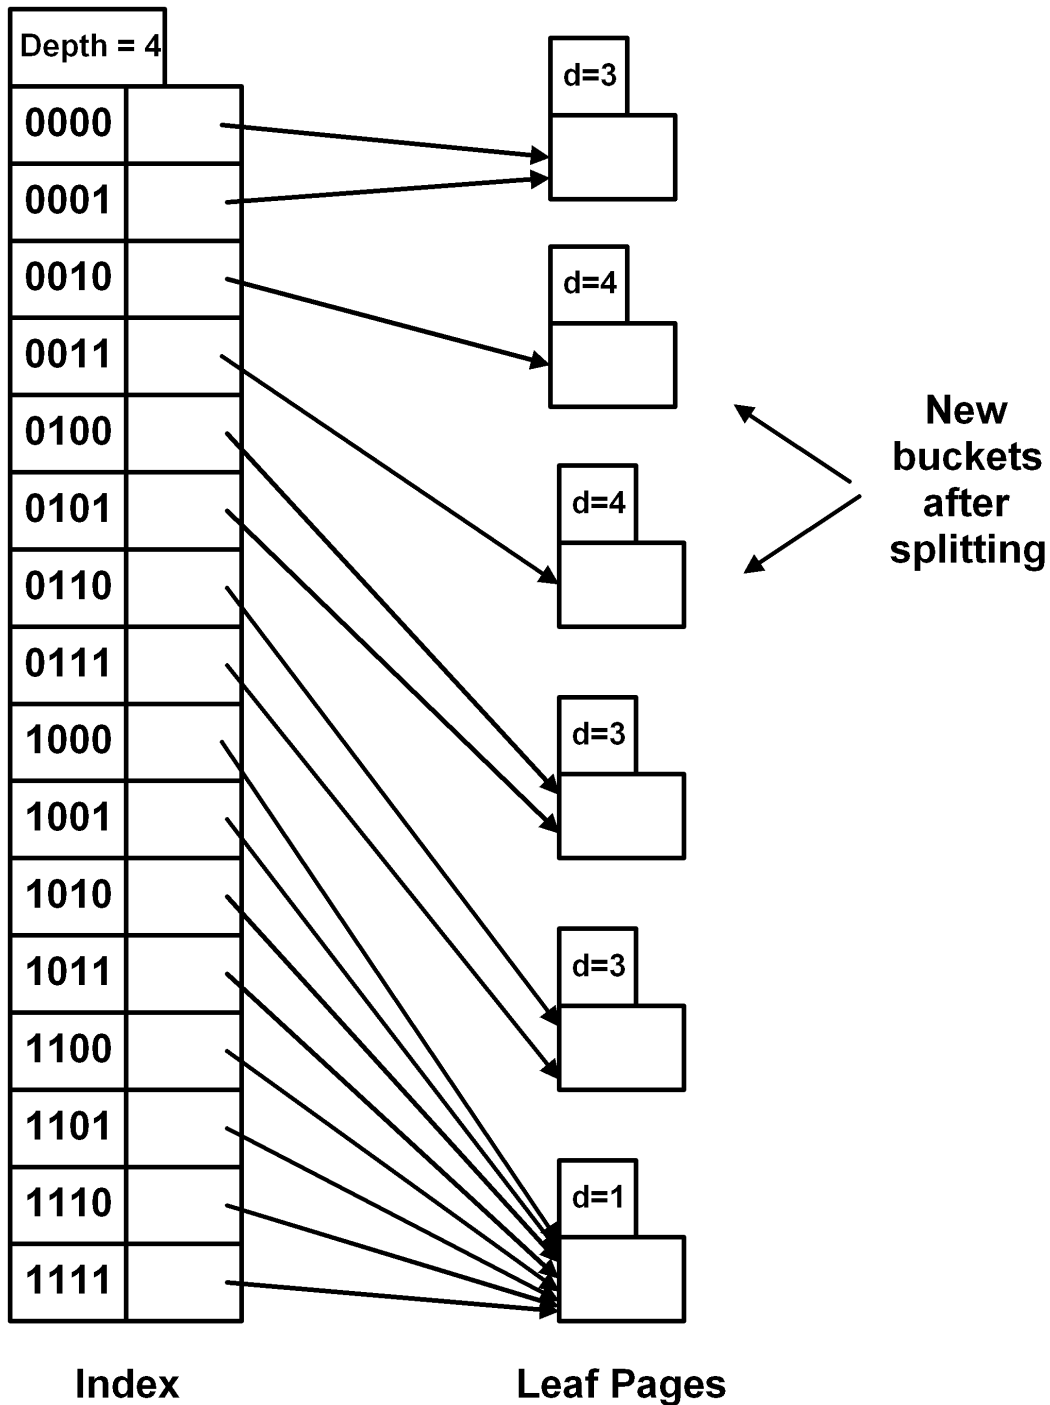 Depth = 4
0000
0001
0010
0011
0100
0101
0110
0111
1000
1001
1010
1011
1100
1101
1110
1111
d=3
d=4
d=4
d=3
d=3
d=1
New
buckets
after
splitting
Index
Leaf Pages